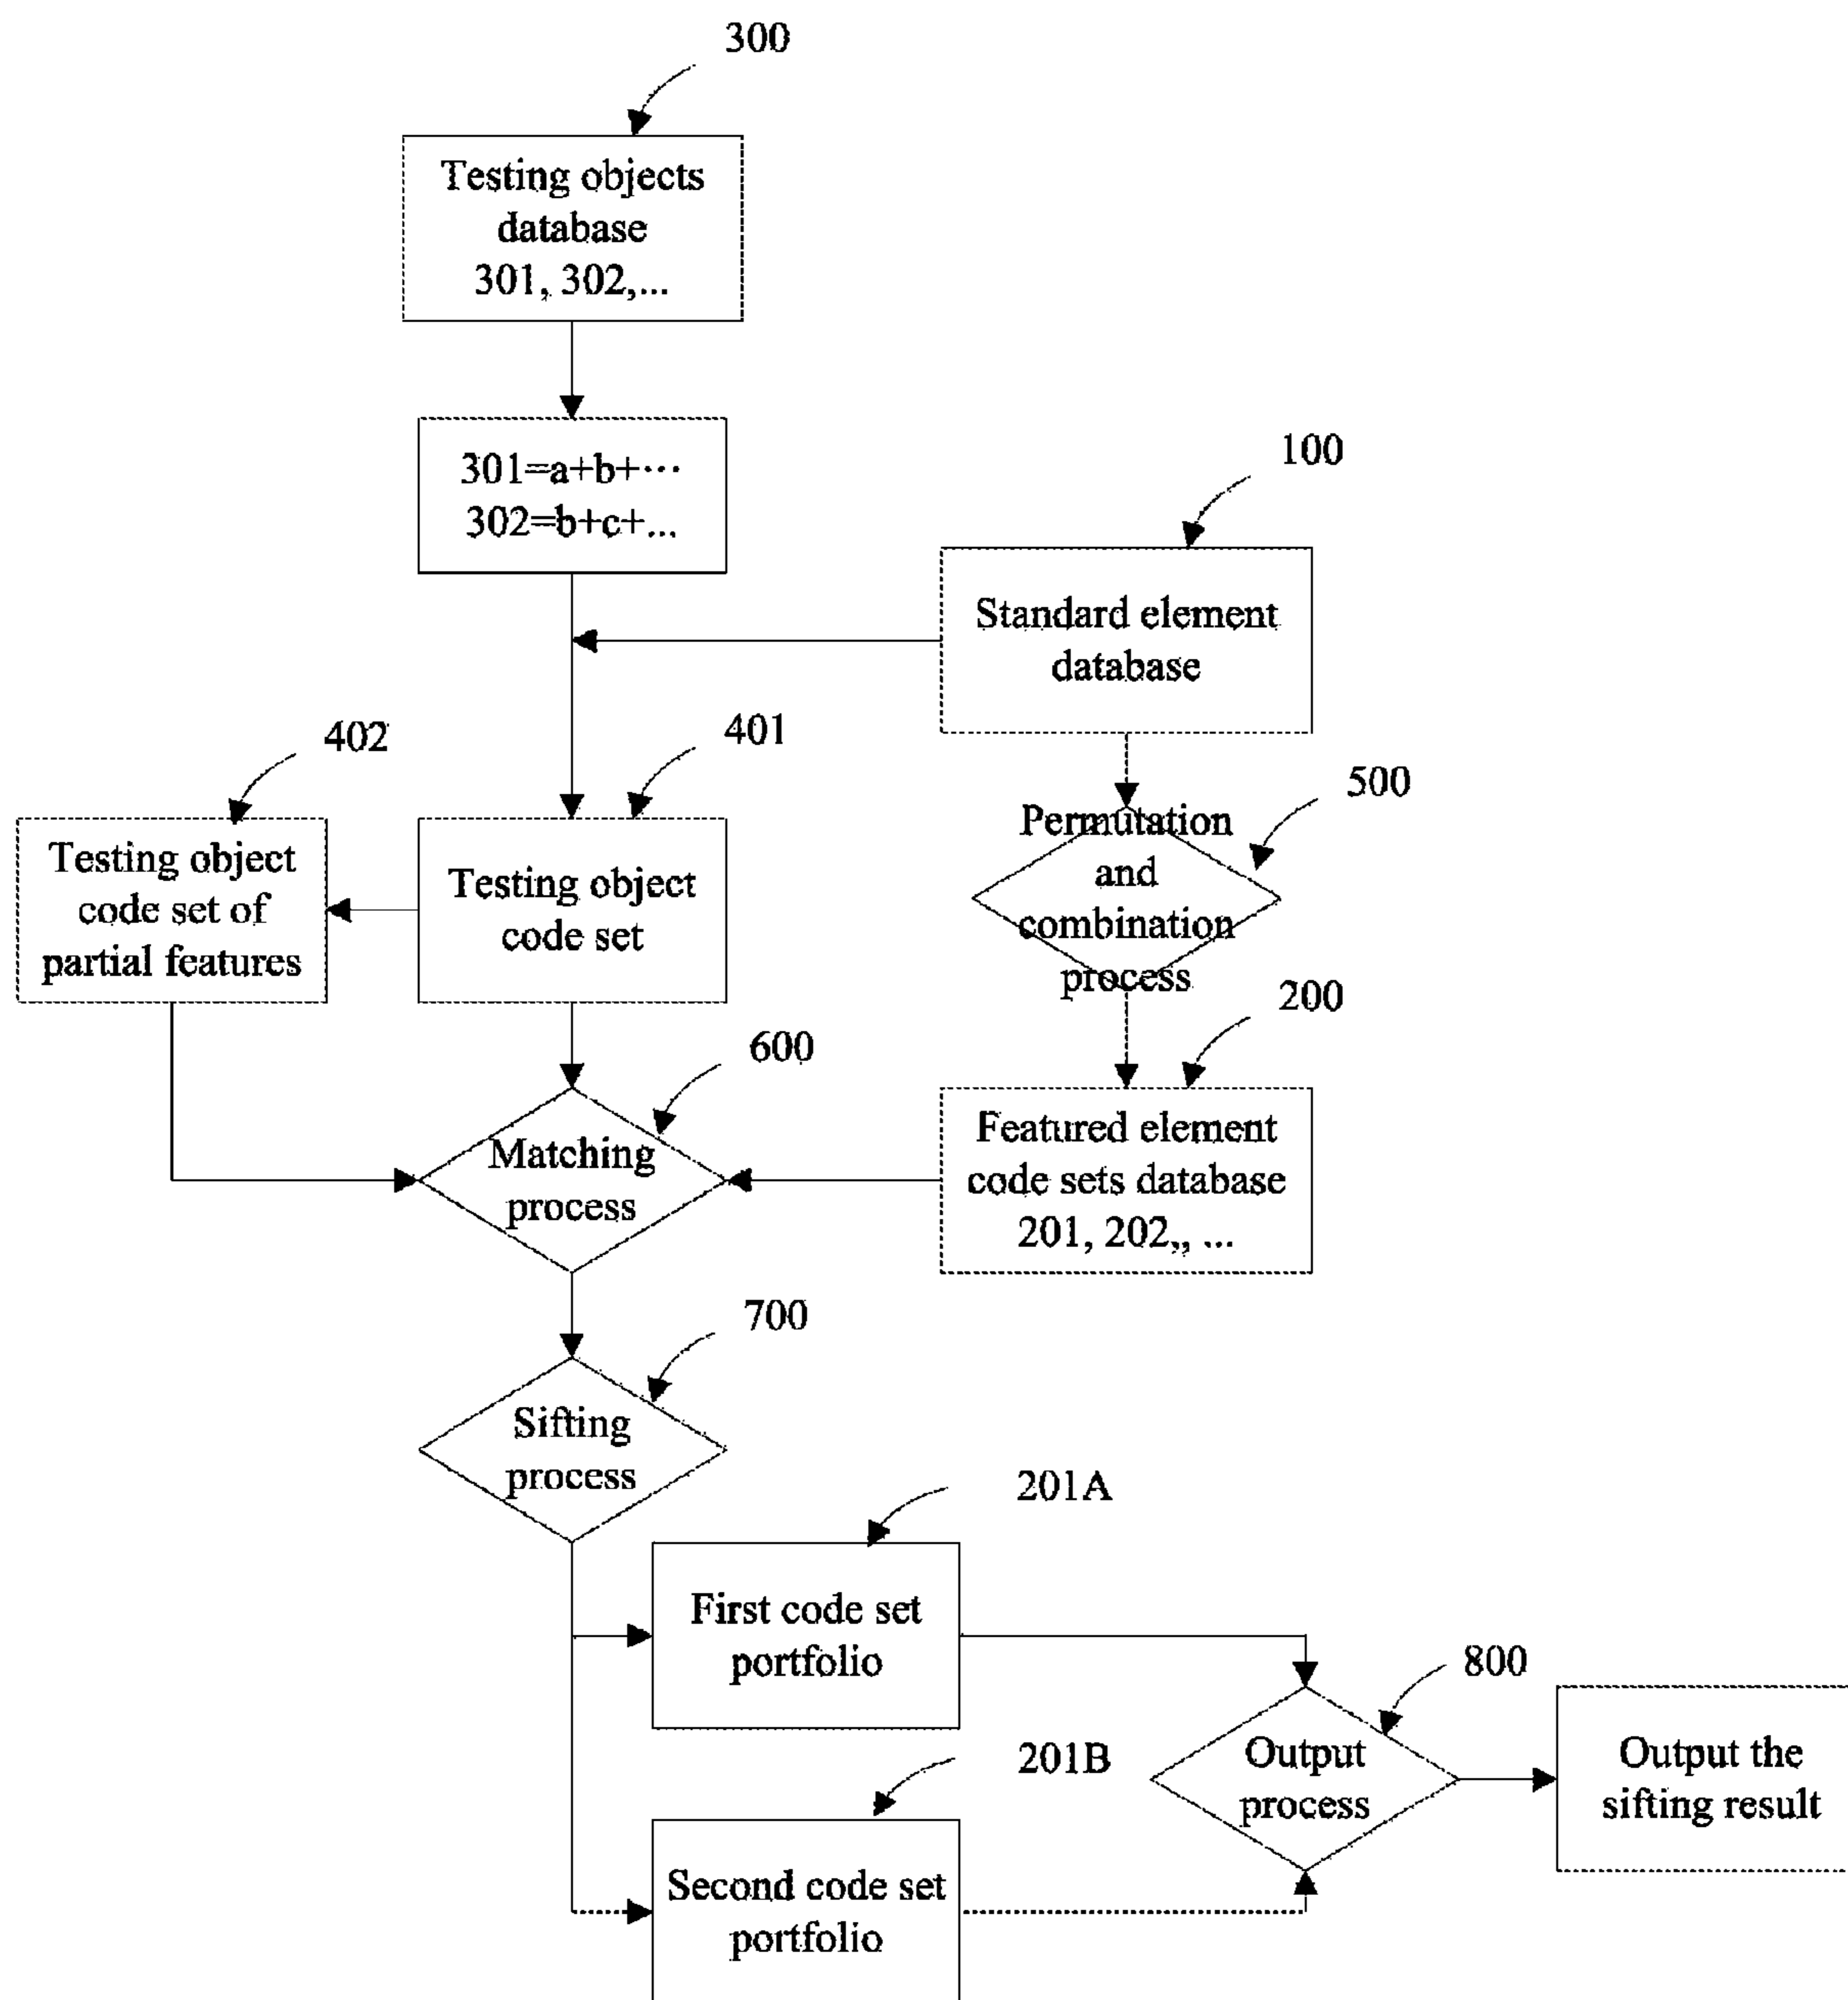 300
Testing objects
database
301, 302,...
301=a+b+···
302=b+c+...
100
Standard element
database
402
401
500
Testing object
code set of
partial features
Testing object
code set
Permutation
and
combination
process
200
600
Matching
process
Featured element
code sets database
201, 202,, ...
700
Sifting
process
201A
First code set
portfolio
800
201B
Output
process
Output the
sifting result
Second code set
portfolio